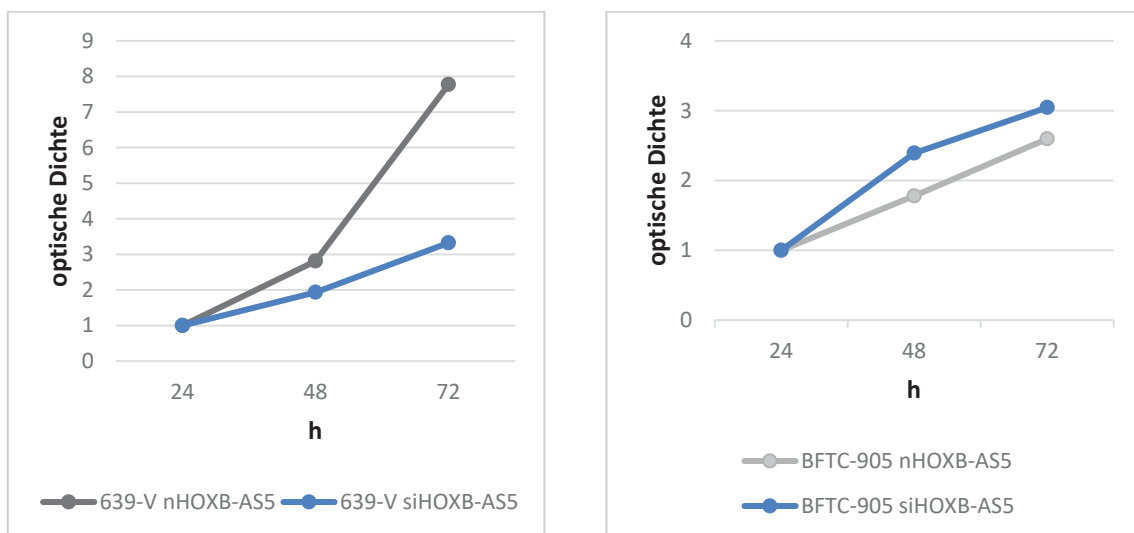 optische Dichte
9
8
7
6
5
4
3
2
1
0
24 48 72
h
639-V nHOXB-AS5 639-V siHOXB-AS5
optische Dichte
4
3
2
1
0
24 48 72
h
BFTC-905 nHOXB-AS5
BFTC-905 siHOXB-AS5